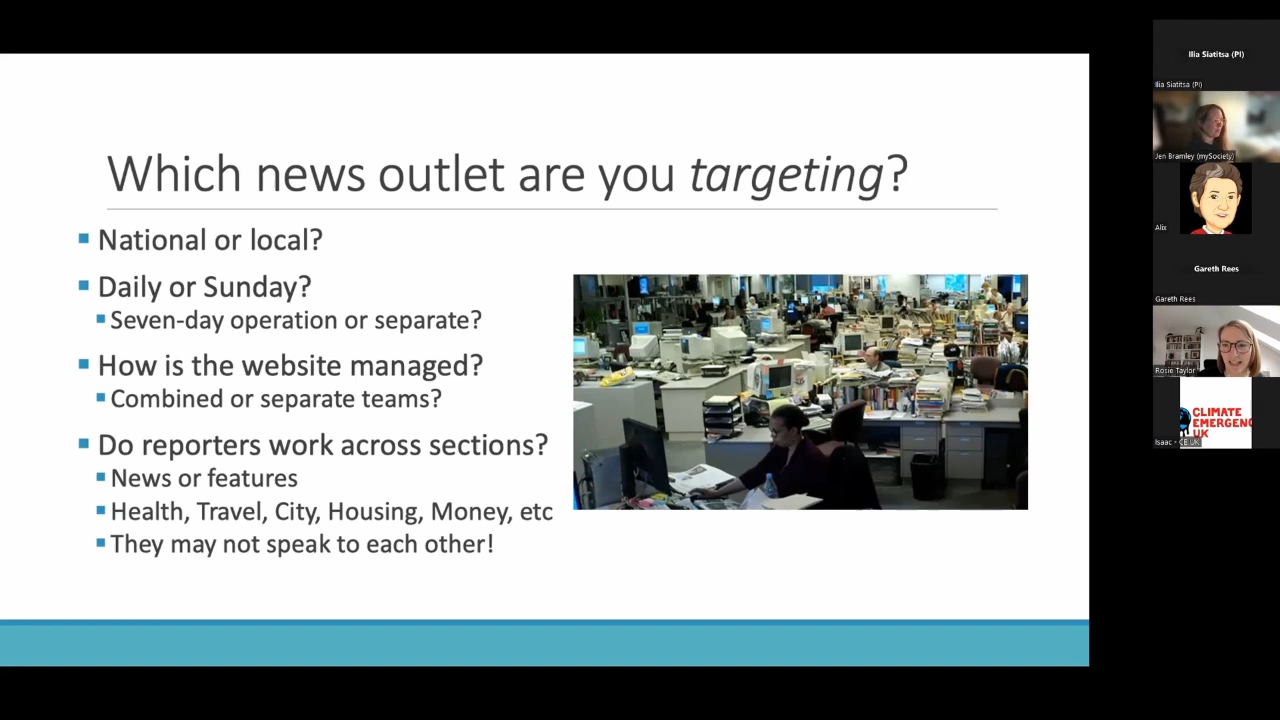 Which news outlet are you targeting?
National or local?
Daily or Sunday?
Seven-day operation or separate?
How is the website managed?
Combined or separate teams?
Do reporters work across sections?
News or features
Health, Travel, City, Housing, Money, etc
They may not speak to each other!
Ilia Siatitsa (PI)
Ilia Siatitsa (PI)
Jen Bramley (mySociety)
Alix
Gareth Rees
Gareth Rees
Rosie Taylor
CLIMATE
EMERGENC
UK
Isaac - CE UK